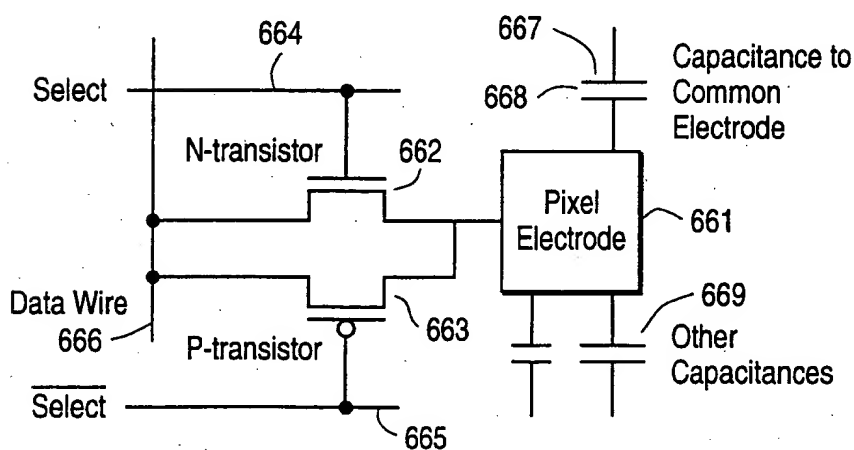 664
667
Select
668
Capacitance to
Common
Electrode
N-transistor
662
Pixel
Electrode
661
Data Wire
666
663
669
P-transistor
Other
Capacitances
Select
665